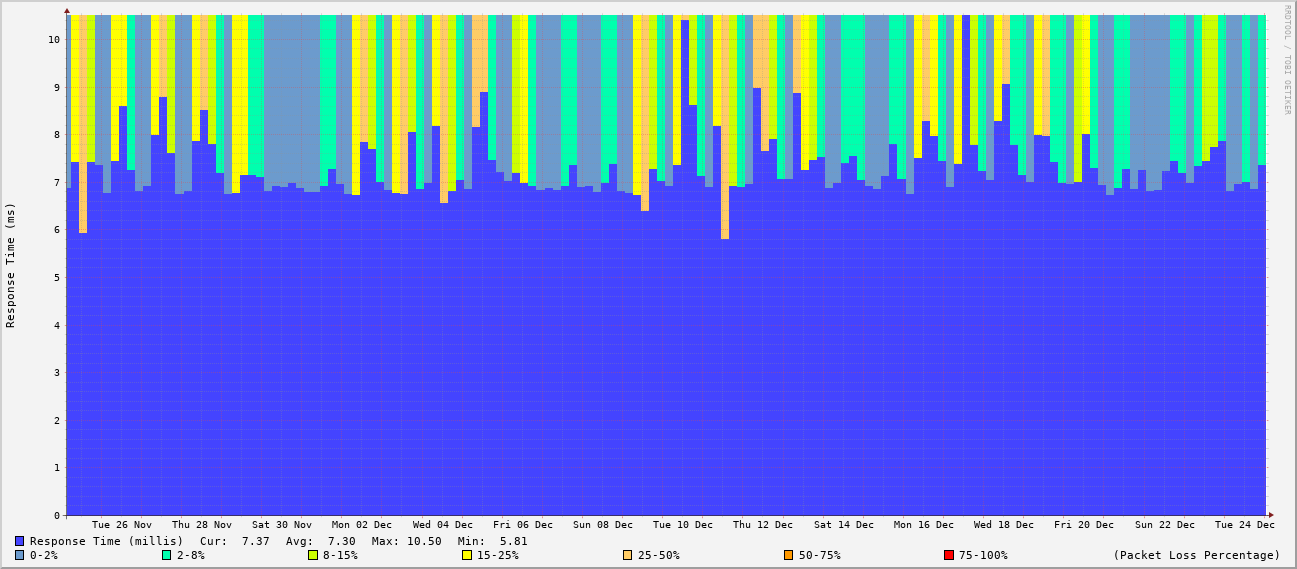 RRDTOOL / TOBI OETIKER
Response Time (ms)
10
9
8
7
6
5
4
3
2
1
0
Tue 26 Nov Thu 28 Nov Sat 30 Nov Mon 02 Dec Wed 04 Dec Fri 06 Dec Sun 08 Dec Tue 10 Dec Thu 12 Dec Sat 14 Dec Mon 16 Dec Wed 18 Dec Fri 20 Dec Sun 22 Dec Tue 24 Dec
Response Time (millis) Cur: 7.37 Avg: 7.30 Max: 10.50 Min: 5.81
0-2% 2-8% 8-15% 15-25% 25-50% 50-75% 75-100% (Packet Loss Percentage)